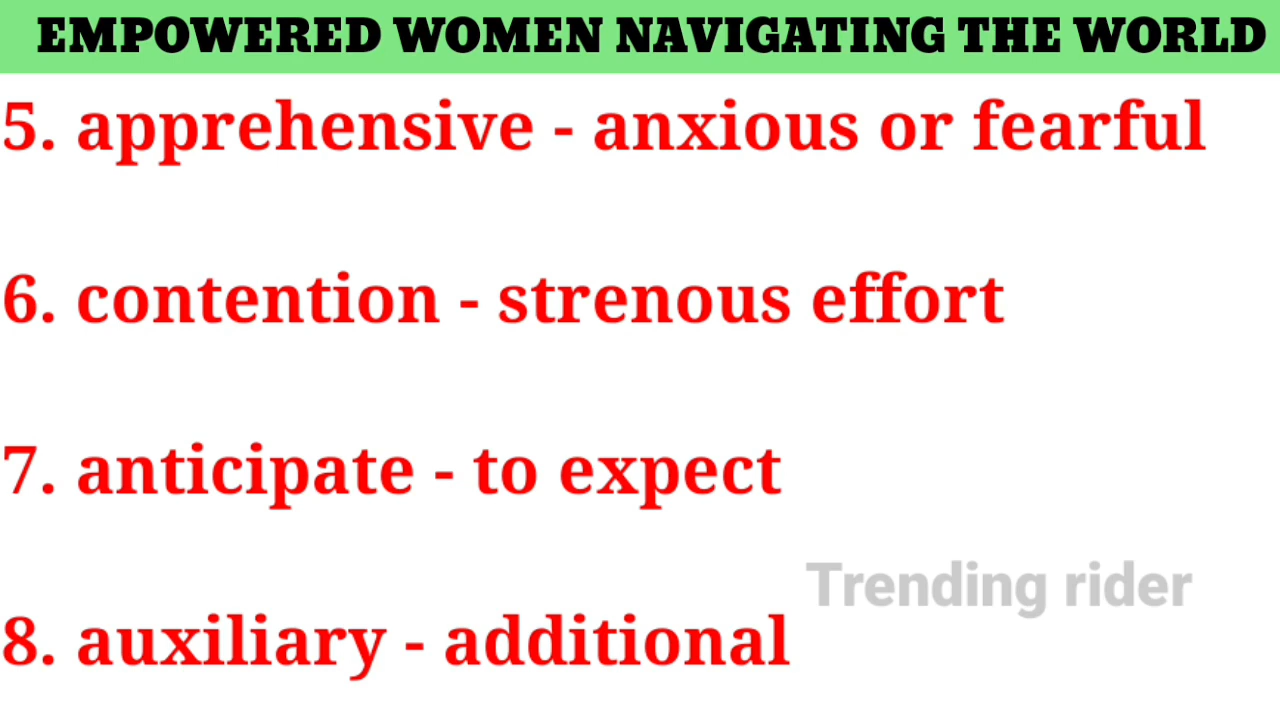 EMPOWERED WOMEN NAVIGATING THE WORLD
5. apprehensive - anxious or fearful
6. contention - strenous effort
7. anticipate - to expect
Trending rider
8. auxiliary - additional